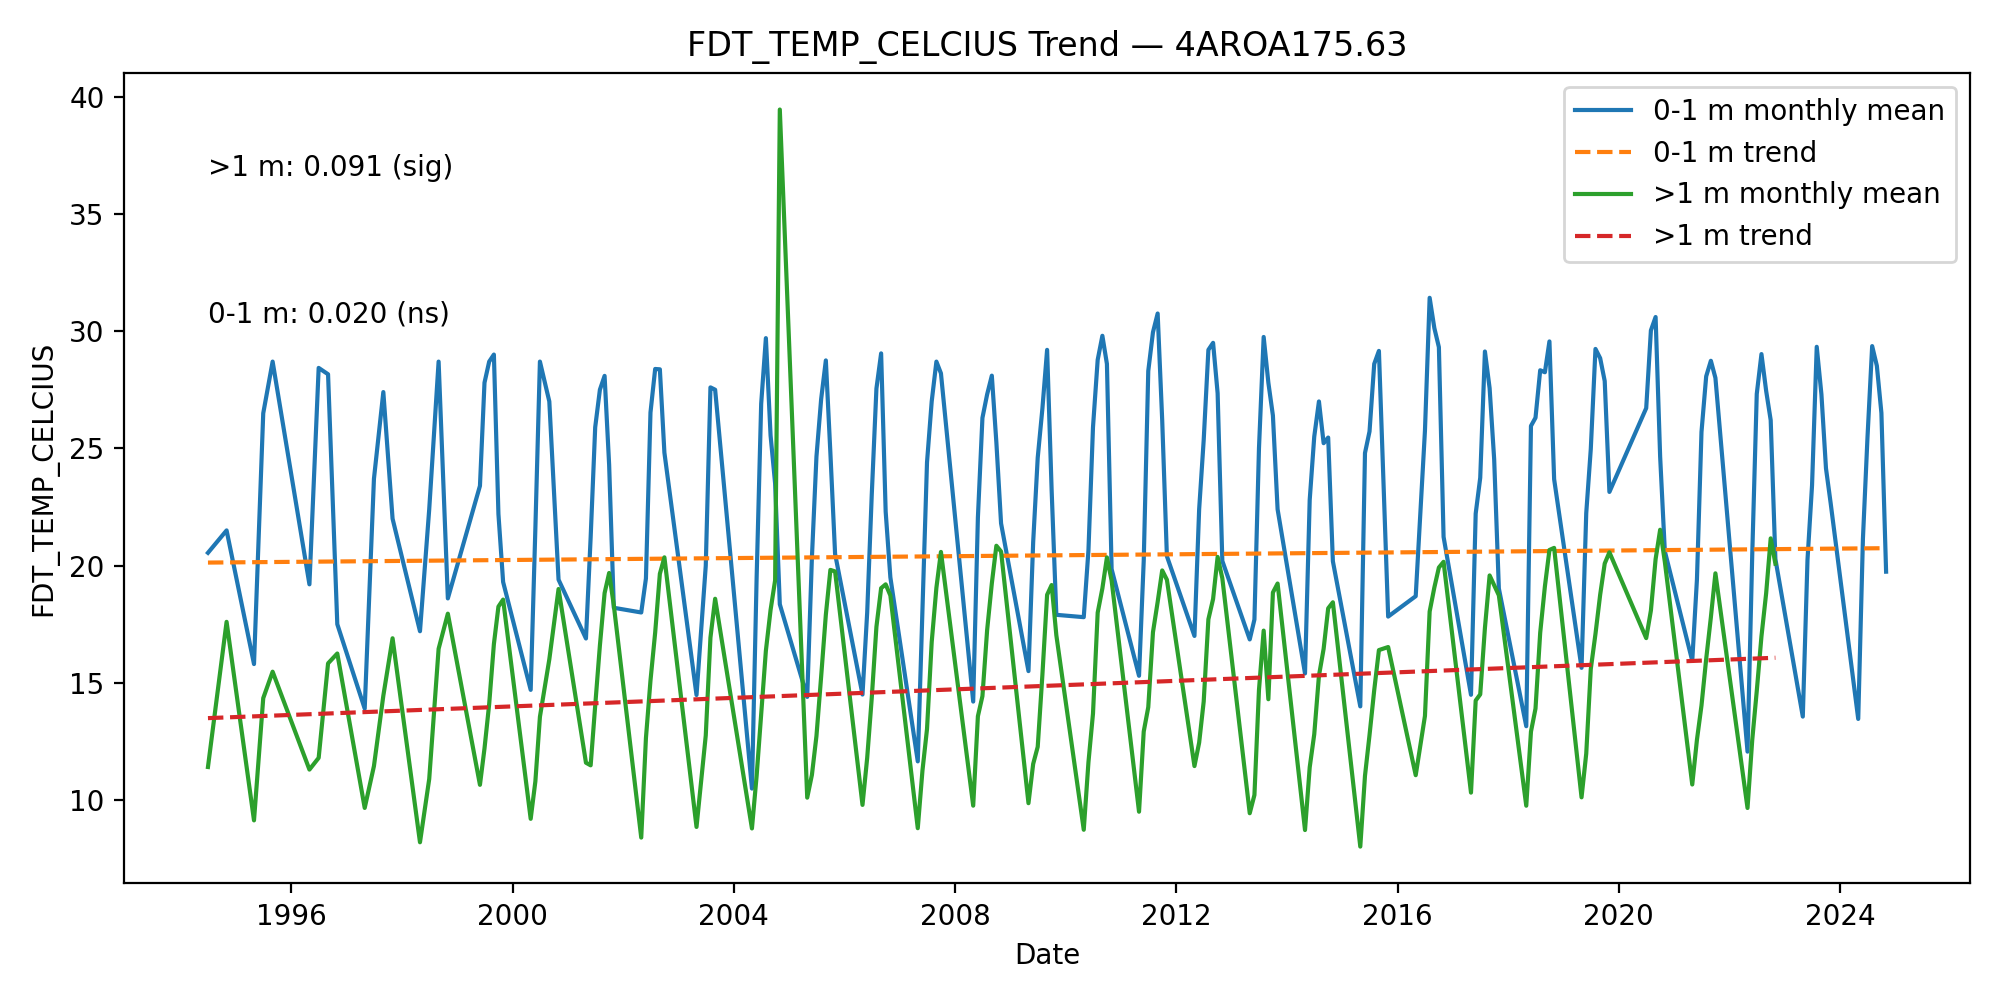 FDT_TEMP_CELCIUS Trend — 4AROA175.63
FDT_TEMP_CELCIUS
40
35
30
25
20
15
10
>1 m: 0.091 (sig)
0-1 m: 0.020 (ns)
0-1 m monthly mean
0-1 m trend
>1 m monthly mean
>1 m trend
1996 2000 2004 2008 2012 2016 2020 2024
Date